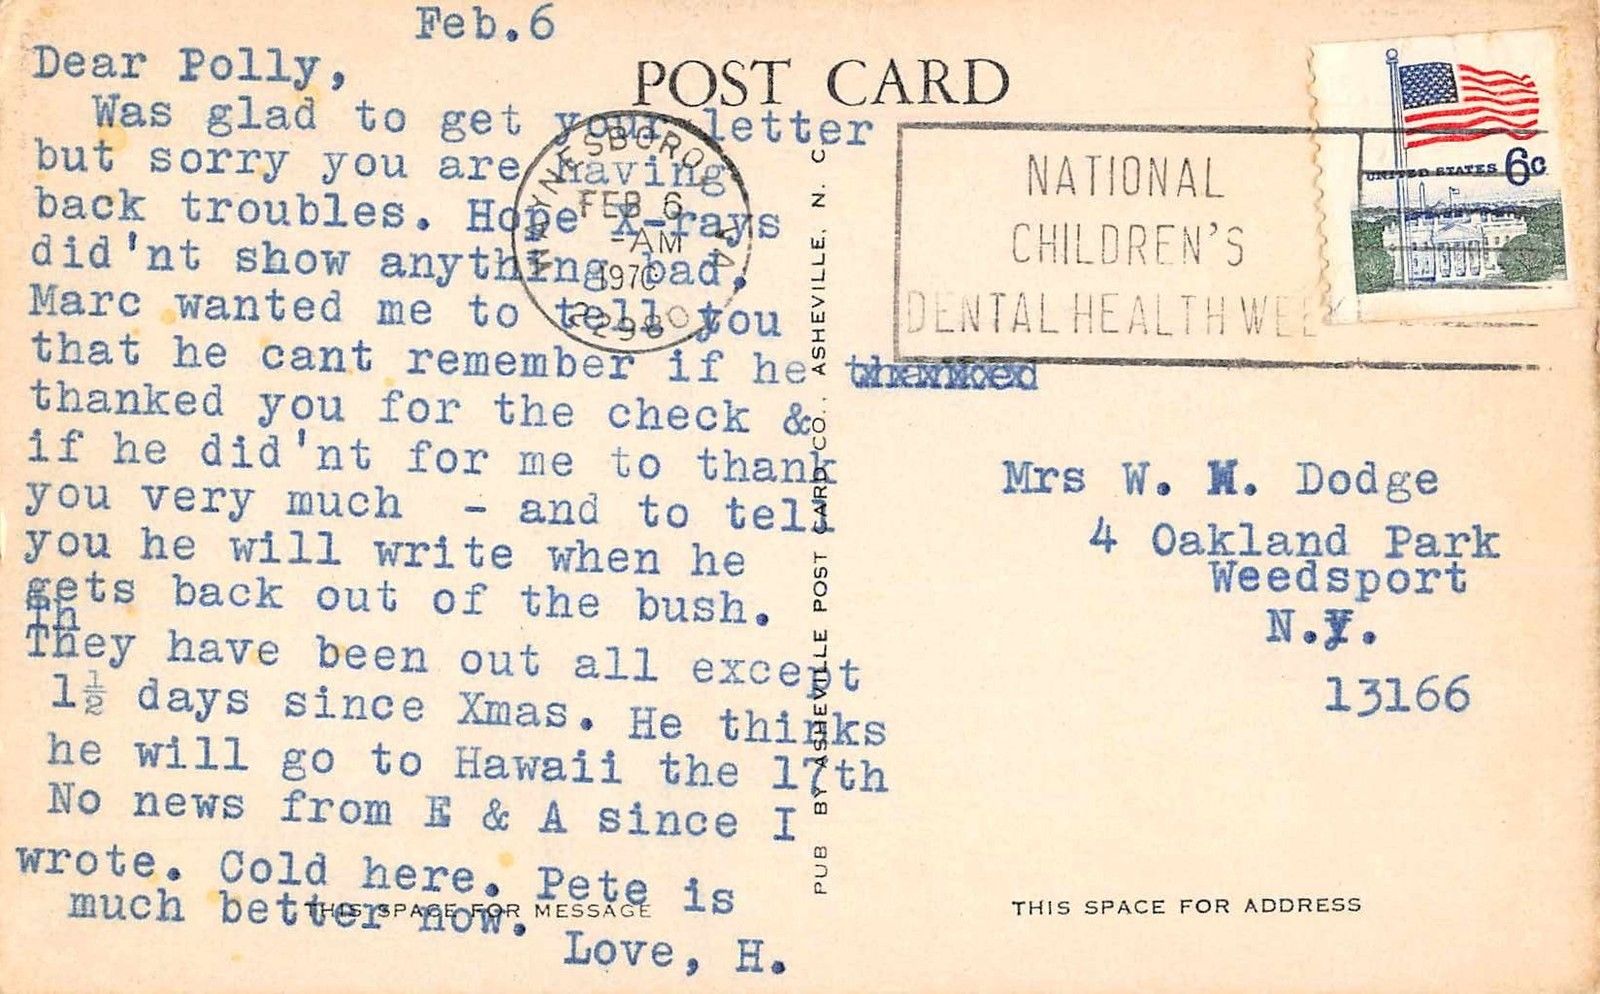 Feb.6
Dear Polly,
Was glad to get your letter
but sorry you are having
back troubles. Hope X-rays
did'nt show anything bad.
Marc wanted me to tell you
that he cant remember if he
thanked you for the check &
if he did'nt for me to thank
you very much - and to tell
you he will write when he
gets back out of the bush.
Th
They have been out all except
1½ days since Xmas. He thinks
he will go to Hawaii the 17th
No news from E & A since I
wrote. Cold here. Pete is
much better now.
Love, H.
THIS SPACE FOR MESSAGE
POST CARD
WAYNESBORO VA
FEB 6
-AM
1970
PUB BY ASHEVILLE POST CARD CO., ASHEVILLE, N. C
NATIONAL
CHILDREN'S
DENTAL HEALTH WEEK
UNITED STATES 6c
Mrs W. M. Dodge
4 Oakland Park
Weedsport
N.Y.
13166
THIS SPACE FOR ADDRESS